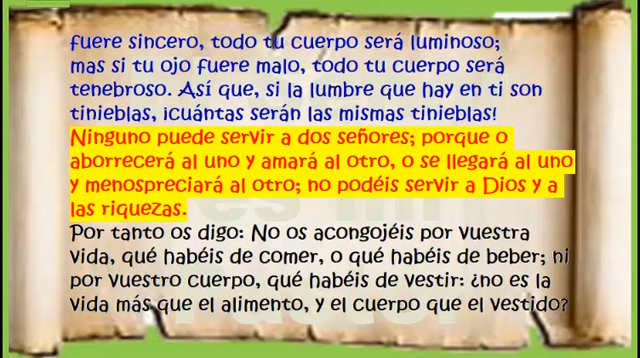 fuere sincero, todo tu cuerpo será luminoso;
mas si tu ojo fuere malo, todo tu cuerpo será
tenebroso. Así que, si la lumbre que hay en ti son
tinieblas, ¡cuántas serán las mismas tinieblas!
Ninguno puede servir a dos señores; porque o
aborrecerá al uno y amará al otro, o se llegará al uno
y menospreciará al otro; no podéis servir a Dios y a
las riquezas.
Por tanto os digo: No os acongojéis por vuestra
vida, qué habéis de comer, o qué habéis de beber; ni
por vuestro cuerpo, qué habéis de vestir: ¿no es la
vida más que el alimento, y el cuerpo que el vestido?